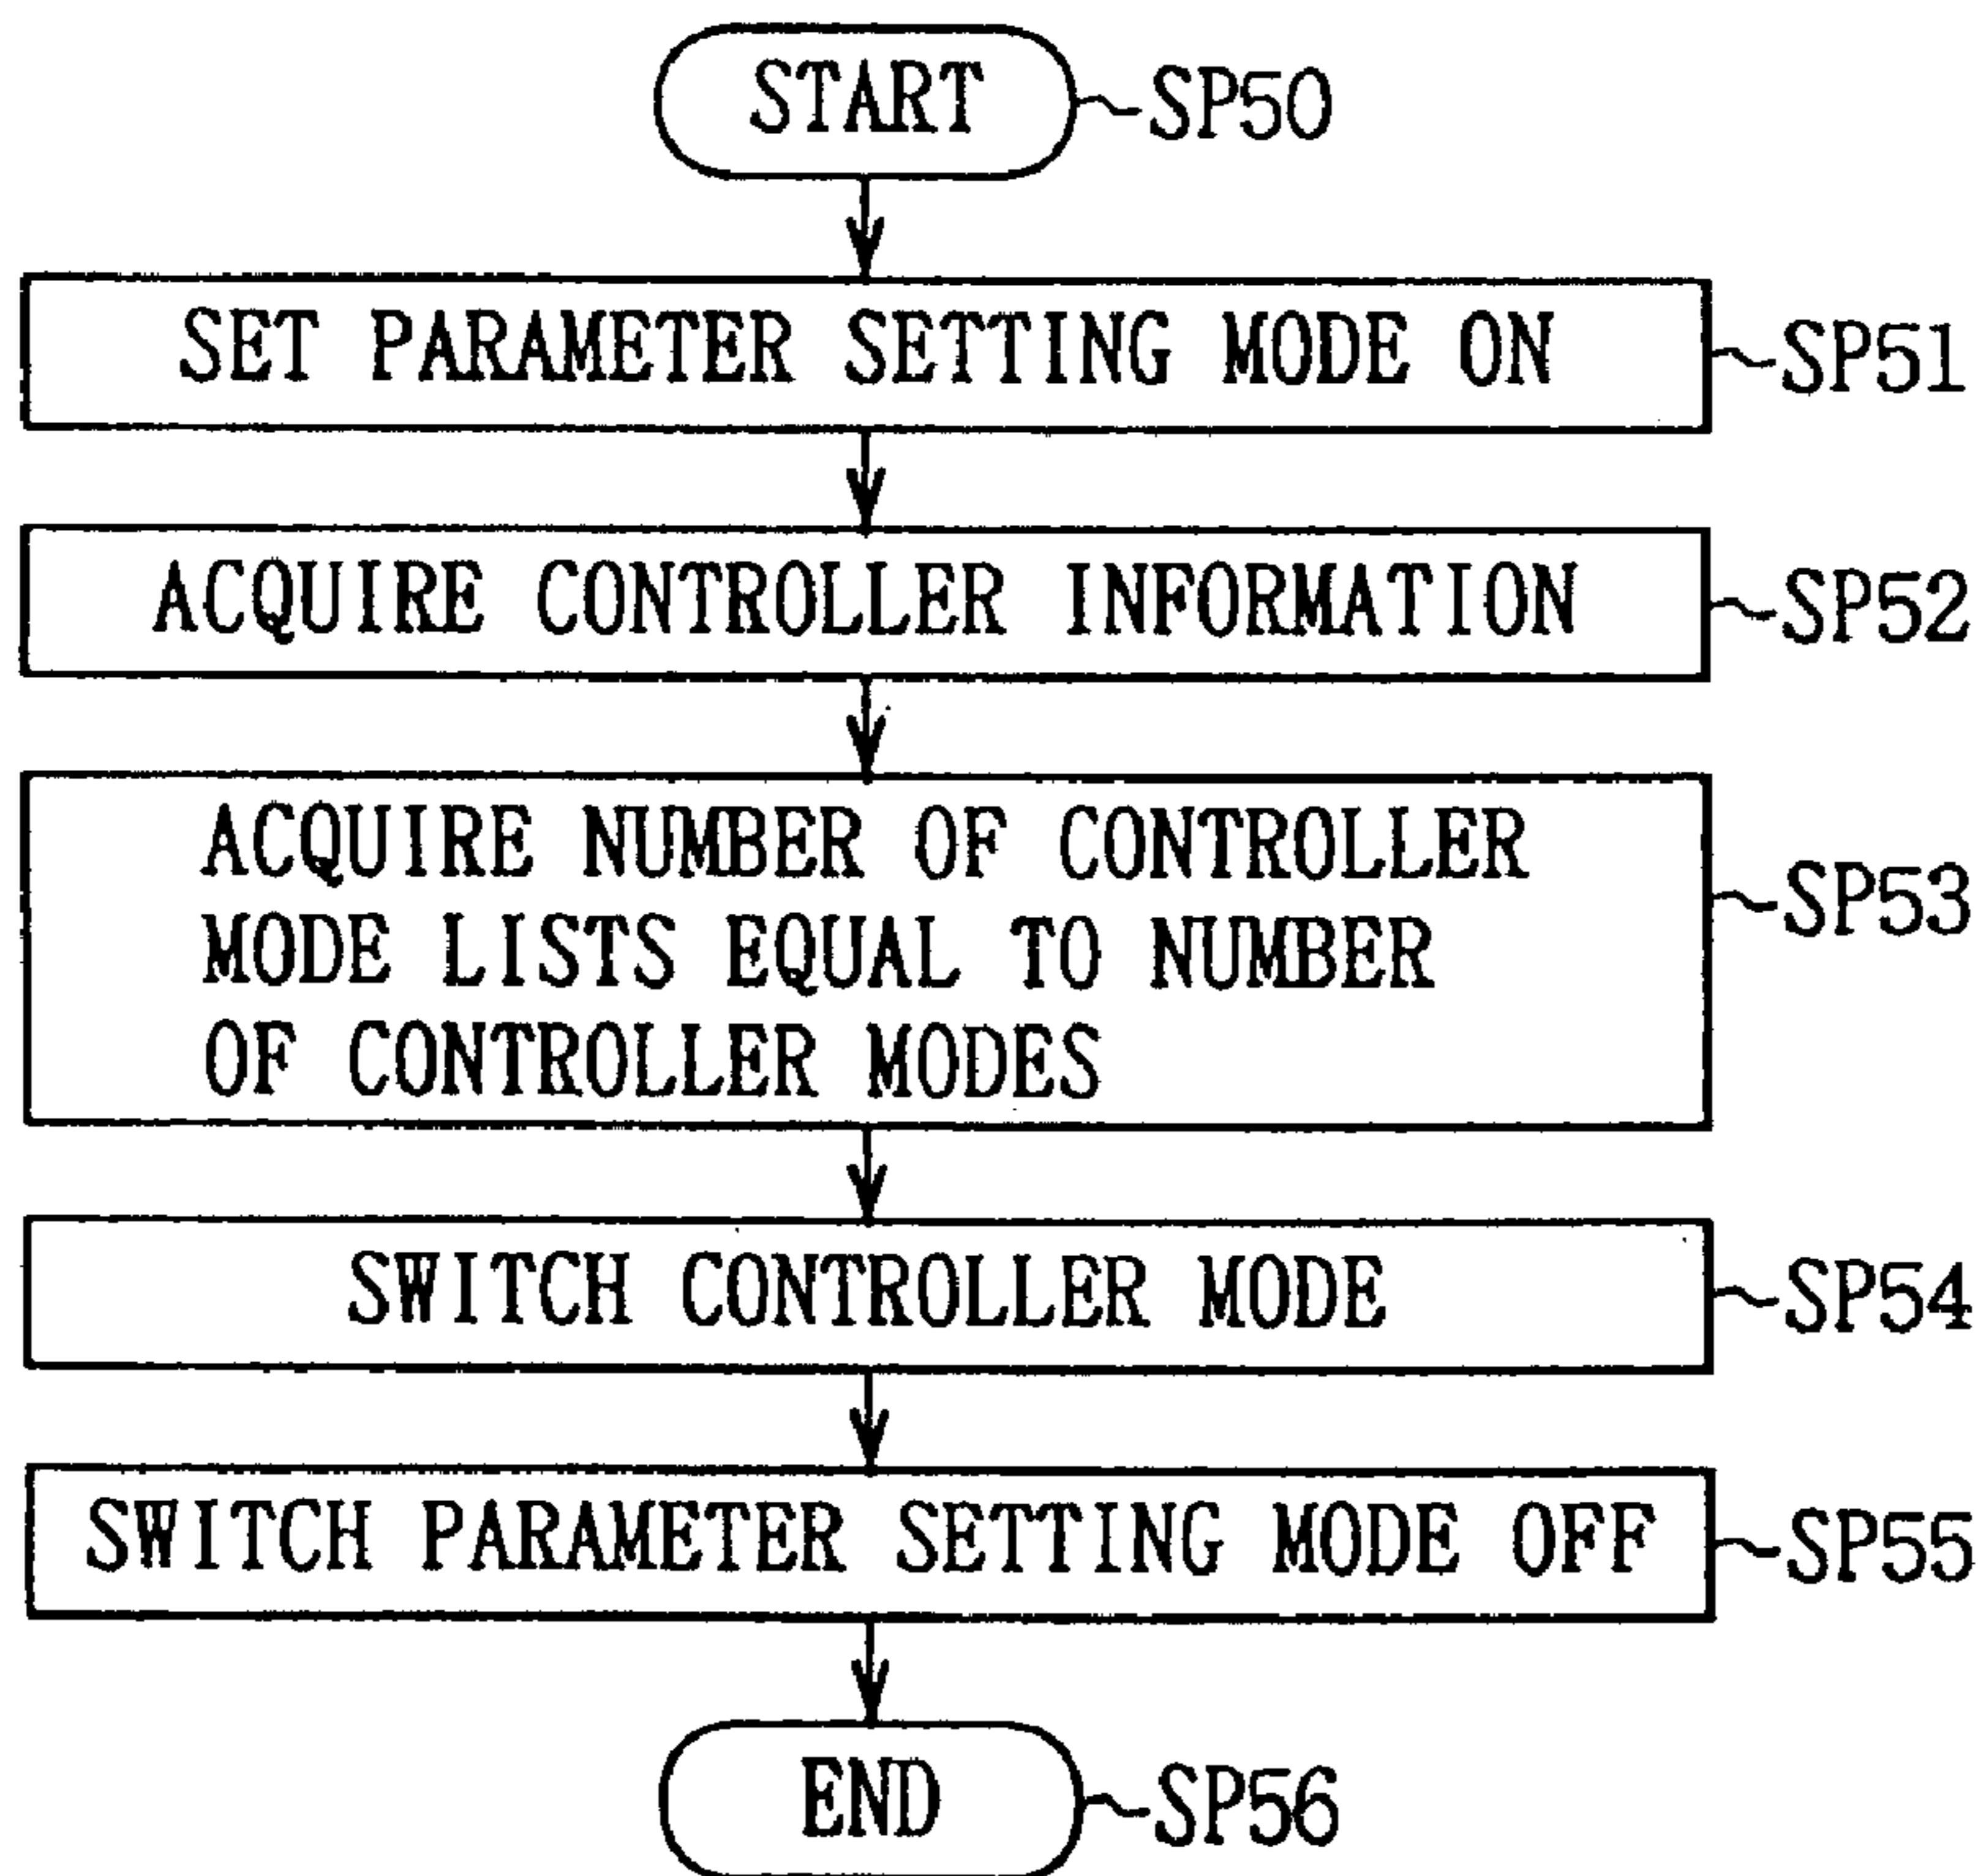 START
SP50
SET PARAMETER SETTING MODE ON
SP51
ACQUIRE CONTROLLER INFORMATION
SP52
ACQUIRE NUMBER OF CONTROLLER
MODE LISTS EQUAL TO NUMBER
OF CONTROLLER MODES
SP53
SWITCH CONTROLLER MODE
SP54
SWITCH PARAMETER SETTING MODE OFF
SP55
END
SP56